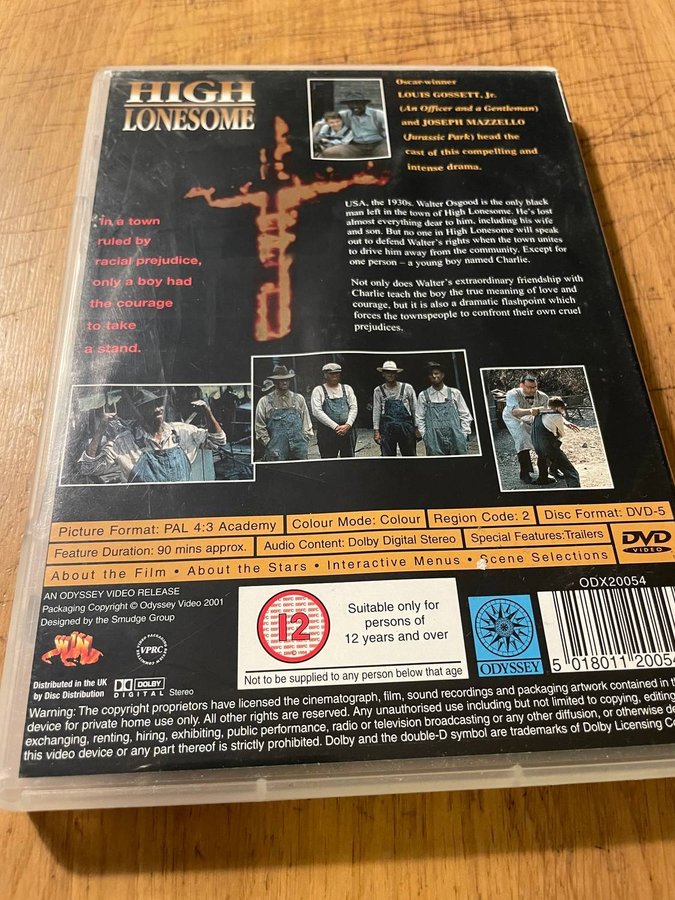 HIGH
LONESOME
Oscar-winner
LOUIS GOSSETT, Jr.
(An Officer and a Gentleman)
and JOSEPH MAZZELLO
(Jurassic Park) head the
cast of this compelling and
intense drama.
in a town
ruled by
racial prejudice,
only a boy had
the courage
to take
a stand.
USA, the 1930s. Walter Osgood is the only black
man left in the town of High Lonesome. He's lost
almost everything dear to him, including his wife
and son. But no one in High Lonesome will speak
out to defend Walter's rights when the town unites
to drive him away from the community. Except for
one person – a young boy named Charlie.
Not only does Walter's extraordinary friendship with
Charlie teach the boy the true meaning of love and
courage, but it is also a dramatic flashpoint which
forces the townspeople to confront their own cruel
prejudices.
Picture Format: PAL 4:3 Academy Colour Mode: Colour Region Code: 2 Disc Format: DVD-5
Feature Duration: 90 mins approx. Audio Content: Dolby Digital Stereo Special Features:Trailers
About the Film • About the Stars • Interactive Menus • Scene Selections
DVD
VIDEO
AN ODYSSEY VIDEO RELEASE
Packaging Copyright © Odyssey Video 2001
Designed by the Smudge Group
VPRC
Distributed in the UK
by Disc Distribution
DOLBY
DIGITAL Stereo
12
Suitable only for
persons of
12 years and over
Not to be supplied to any person below that age
ODYSSEY
ODX20054
5 018011 20054
Warning: The copyright proprietors have licensed the cinematograph, film, sound recordings and packaging artwork contained in
device for private home use only. All other rights are reserved. Any unauthorised use including but not limited to copying, editing,
exchanging, renting, hiring, exhibiting, public performance, radio or television broadcasting or any other diffusion, or otherwise
this video device or any part thereof is strictly prohibited. Dolby and the double-D symbol are trademarks of Dolby Licensing